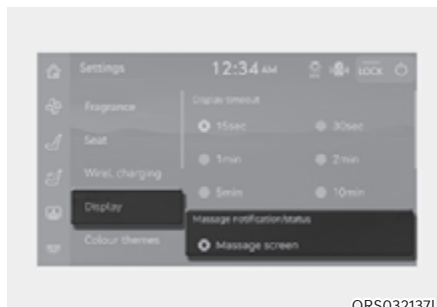 Settings
12:34 AM
LOCK
Fragrance
Seat
Wirel. charging
Display
Colour themes
Display timeout
15sec
30sec
1min
2min
5min
10min
Massage notification/status
Massage screen
ORS032137L